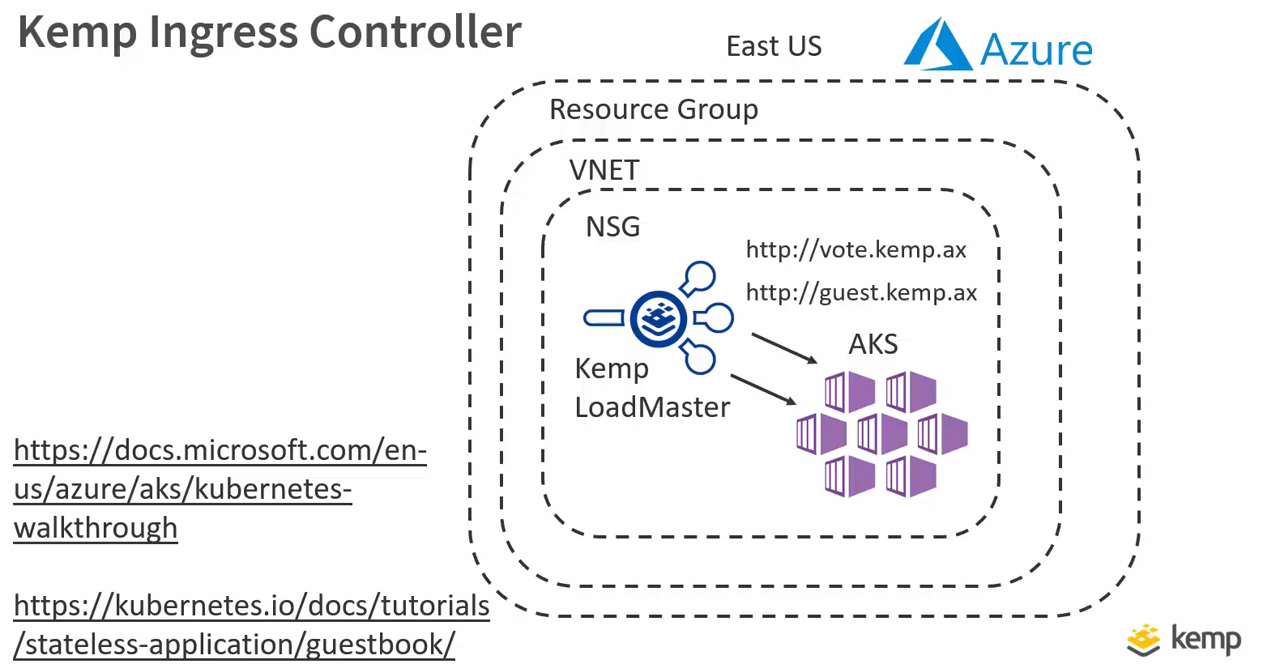 Kemp Ingress Controller
East US
Azure
Resource Group
VNET
NSG
http://vote.kemp.ax
http://guest.kemp.ax
AKS
Kemp
LoadMaster
https://docs.microsoft.com/en-
us/azure/aks/kubernetes-
walkthrough
https://kubernetes.io/docs/tutorials
/stateless-application/guestbook/
kemp